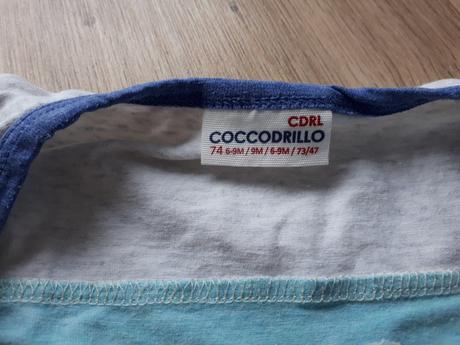 CDRL
COCCODRILLO
74 6-9M / 9M / 6-9M / 73/47